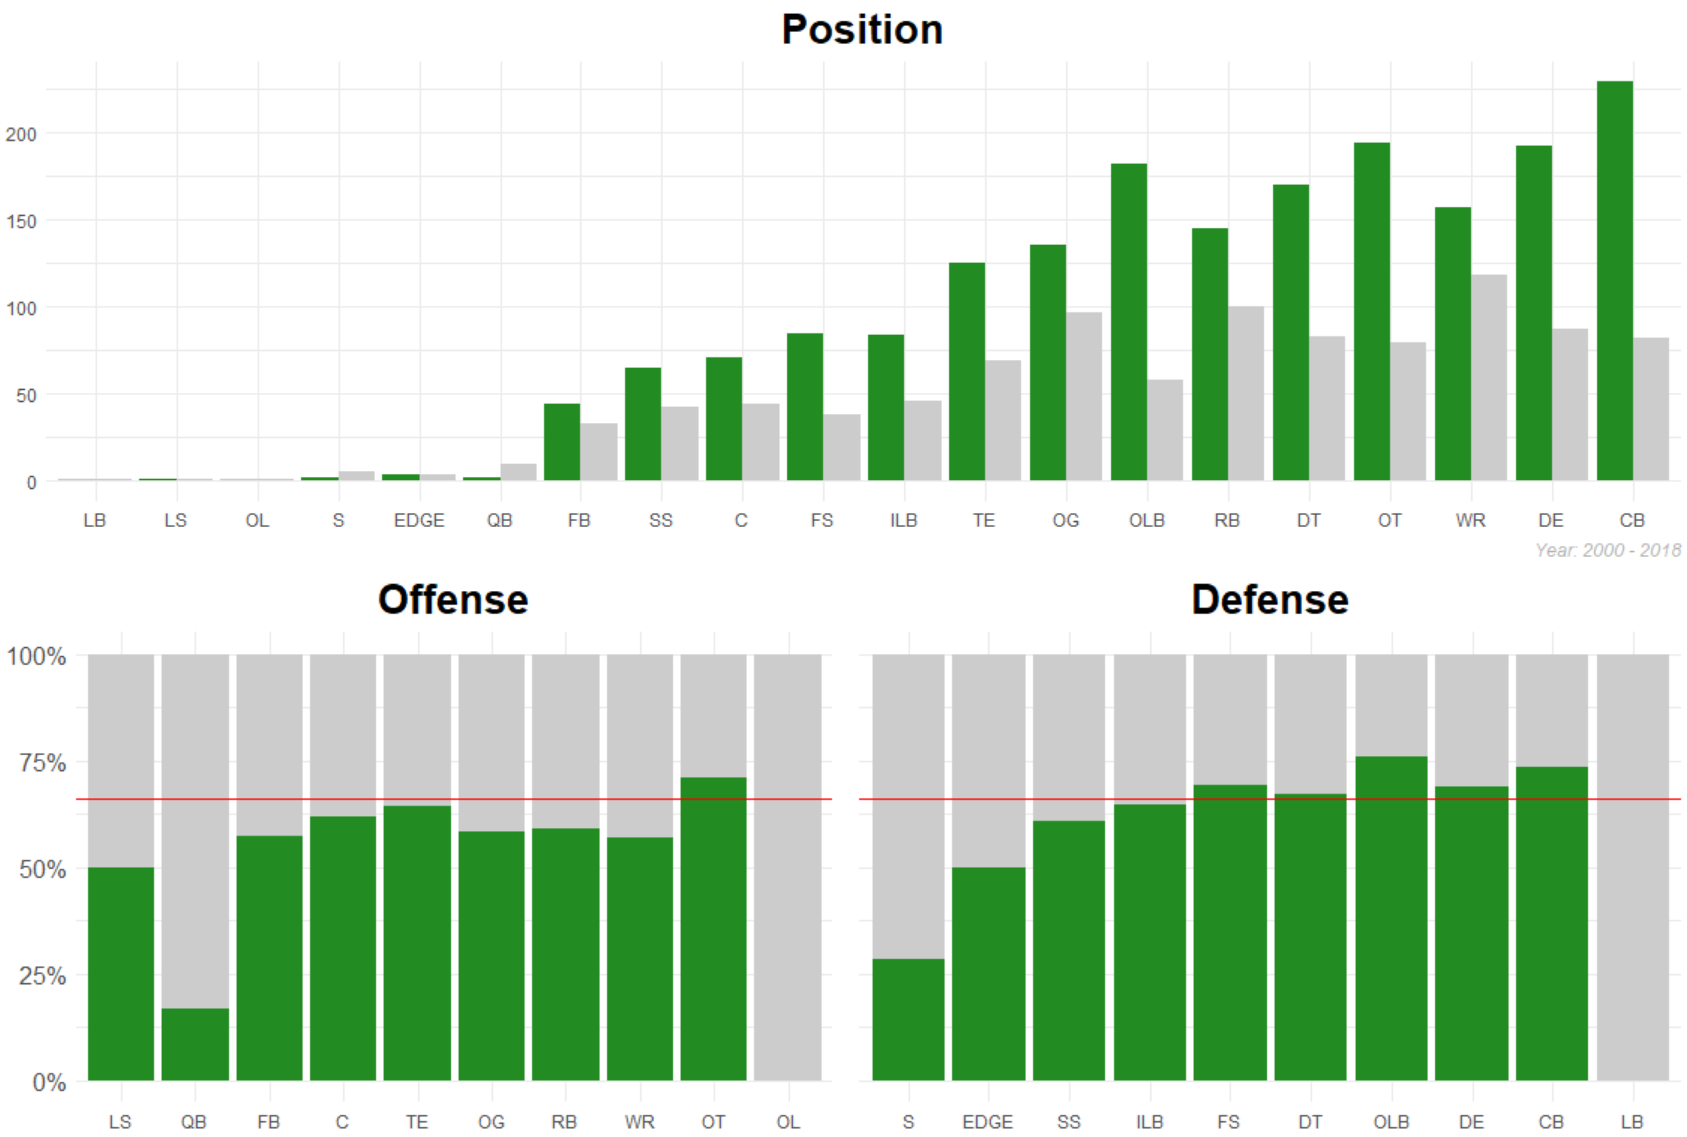 Position
200
150
100
50
0
LB LS OL S EDGE QB FB SS C FS ILB TE OG OLB RB DT OT WR DE CB
Year: 2000 - 2018
Offense
Defense
100%
75%
50%
25%
0%
LS QB FB C TE OG RB WR OT OL
S EDGE SS ILB FS DT OLB DE CB LB